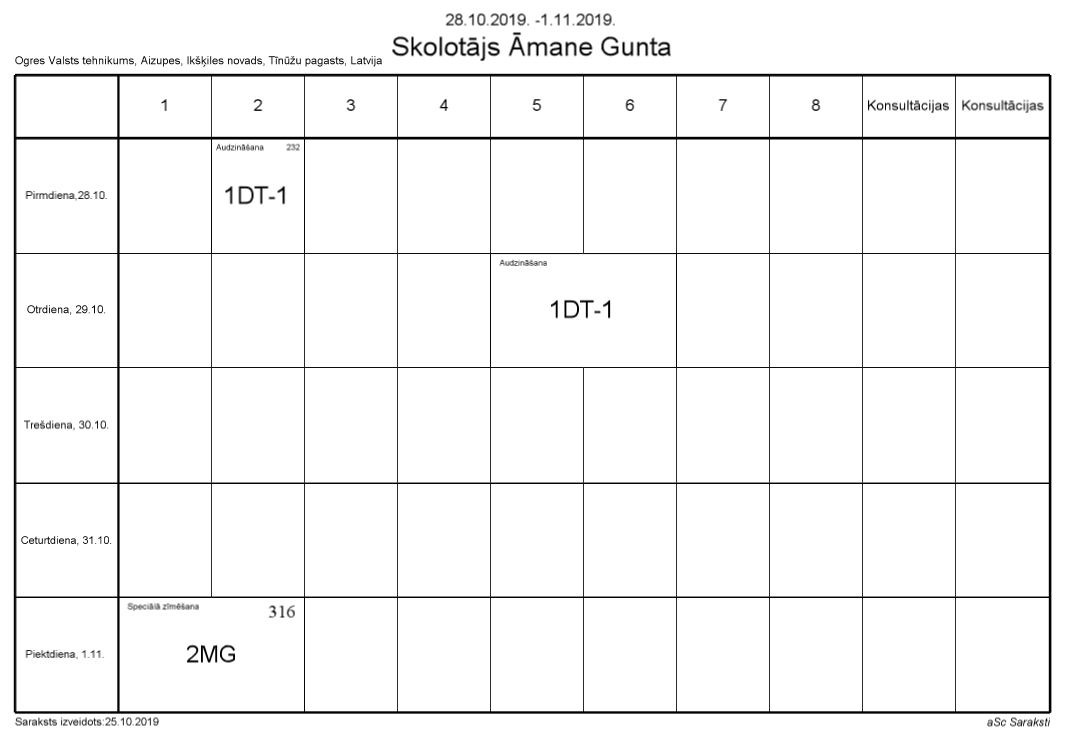 28.10.2019. -1.11.2019.
Skolotājs Āmane Gunta
Ogres Valsts tehnikums, Aizupes, Ikšķiles novads, Tīnūžu pagasts, Latvija
1 2 3 4 5 6 7 8 Konsultācijas Konsultācijas
Audzināšana 232
Pirmdiena,28.10.
1DT-1
Audzināšana
Otrdiena, 29.10.
1DT-1
Trešdiena, 30.10.
Ceturtdiena, 31.10.
Speciālā zīmēšana 316
Piektdiena, 1.11.
2MG
Saraksts izveidots:25.10.2019
aSc Saraksti